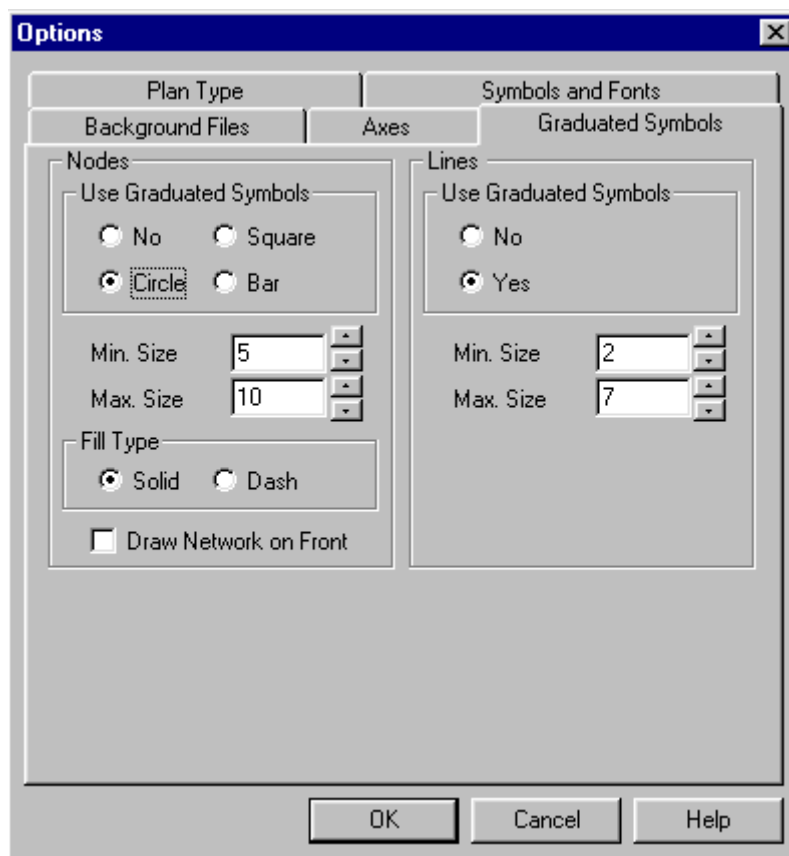 Options
Plan Type Symbols and Fonts
Background Files Axes Graduated Symbols
Nodes
Use Graduated Symbols
No Square
Circle Bar
Min. Size 5
Max. Size 10
Fill Type
Solid Dash
Draw Network on Front
Lines
Use Graduated Symbols
No
Yes
Min. Size 2
Max. Size 7
OK Cancel Help